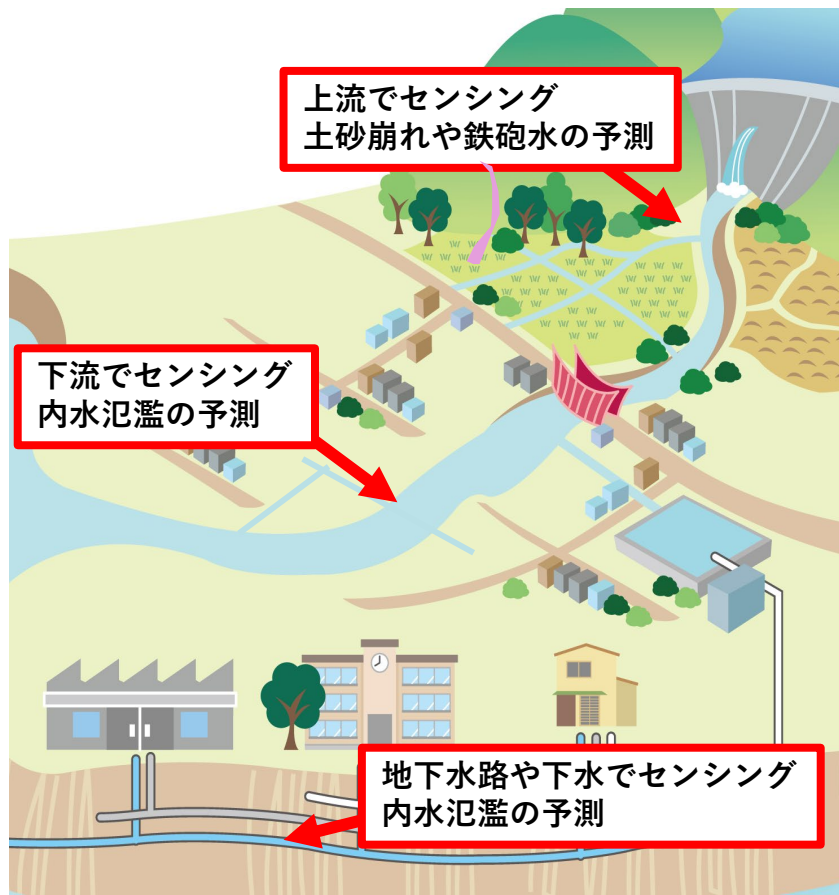 上流でセンシング
土砂崩れや鉄砲水の予測
下流でセンシング
内水氾濫の予測
地下水路や下水でセンシング
内水氾濫の予測